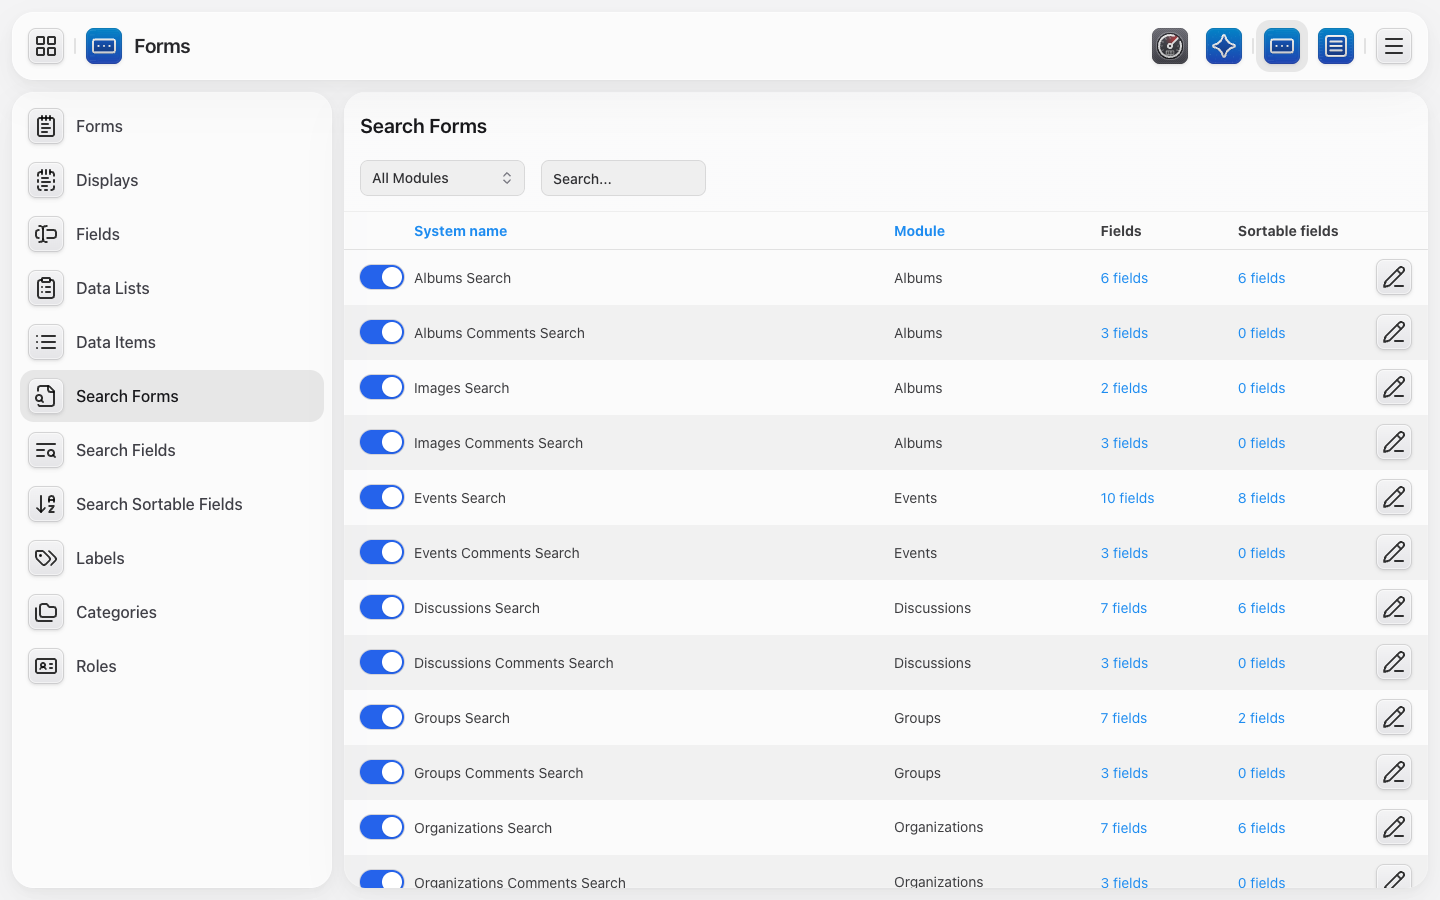 Forms
Forms
Displays
Fields
Data Lists
Data Items
Search Forms
Search Fields
Search Sortable Fields
Labels
Categories
Roles
Search Forms
All Modules Search...
System name Module Fields Sortable fields
Albums Search Albums 6 fields 6 fields
Albums Comments Search Albums 3 fields 0 fields
Images Search Albums 2 fields 0 fields
Images Comments Search Albums 3 fields 0 fields
Events Search Events 10 fields 8 fields
Events Comments Search Events 3 fields 0 fields
Discussions Search Discussions 7 fields 6 fields
Discussions Comments Search Discussions 3 fields 0 fields
Groups Search Groups 7 fields 2 fields
Groups Comments Search Groups 3 fields 0 fields
Organizations Search Organizations 7 fields 6 fields
Organizations Comments Search Organizations 3 fields 0 fields